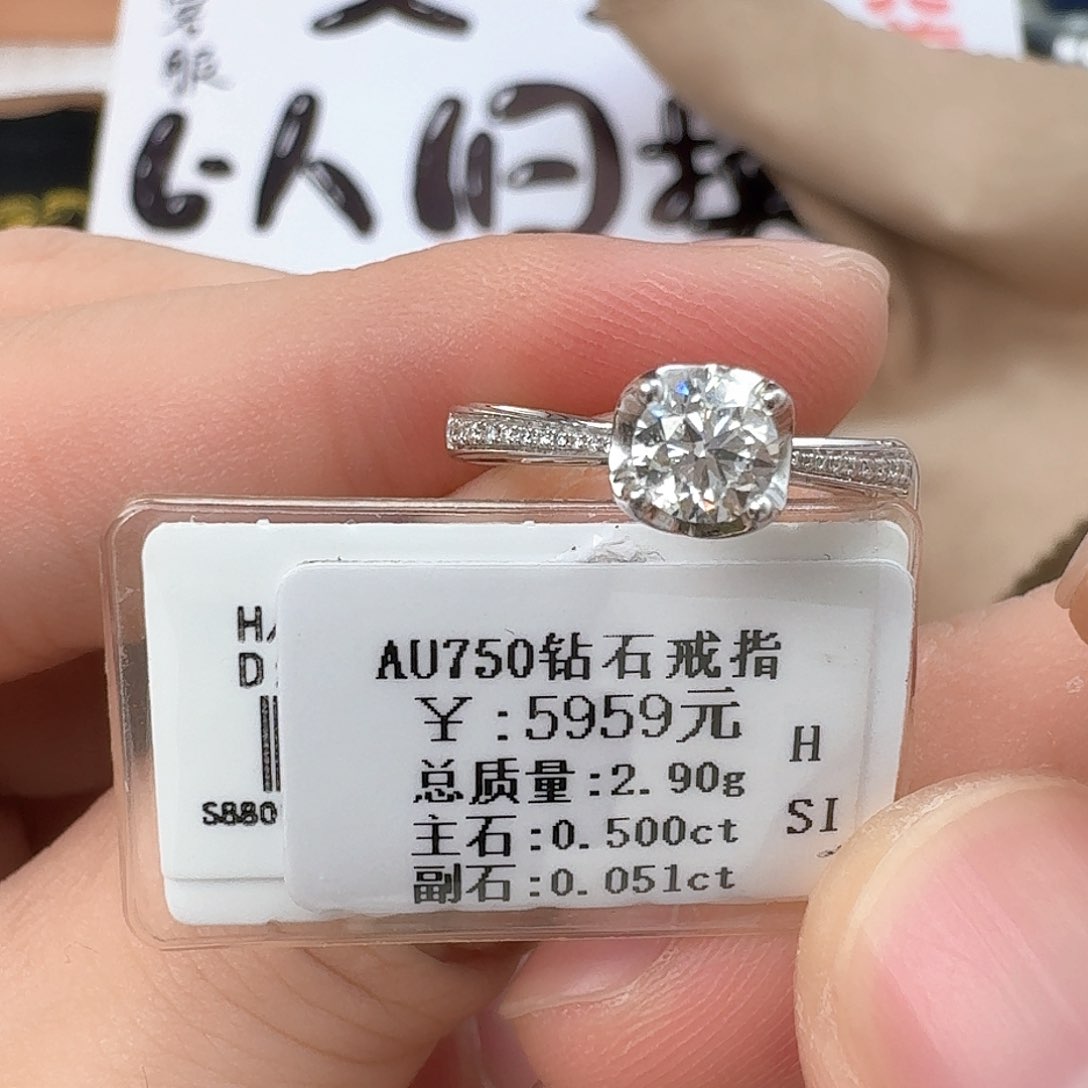 AU750钻石戒指
￥:5959元
总质量:2.90g
H
主石:0.500ct
SI
副石:0.051ct
H
D
S880